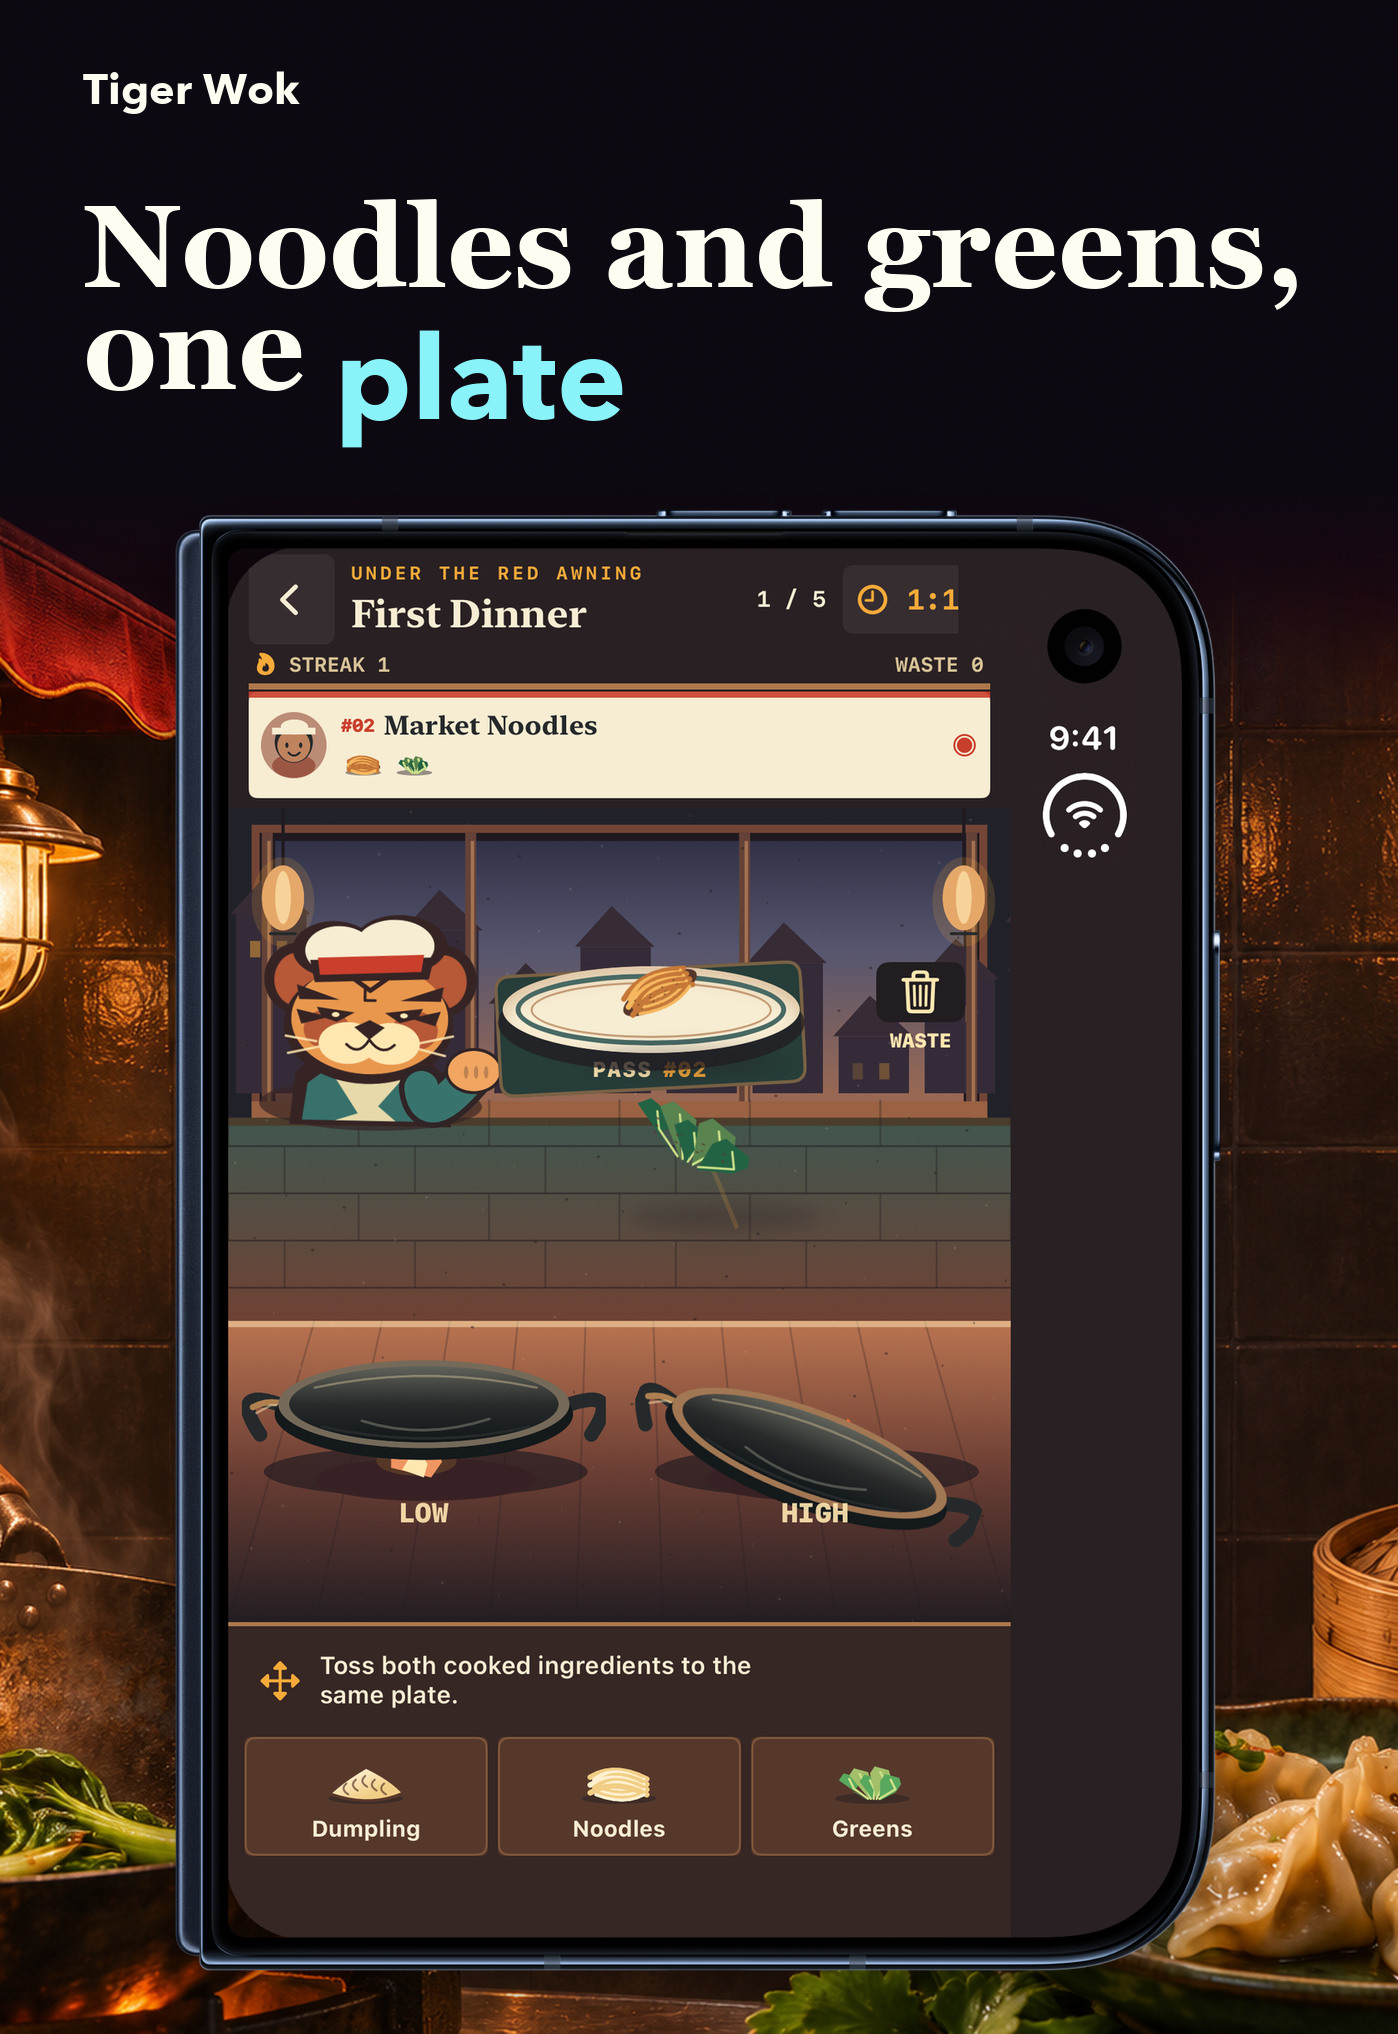 Tiger Wok
Noodles and greens,
one plate
UNDER THE RED AWNING
First Dinner
1 / 5
1:1
STREAK 1
WASTE 0
#02 Market Noodles
9:41
WASTE
PASS #02
LOW
HIGH
Toss both cooked ingredients to the
same plate.
Dumpling
Noodles
Greens